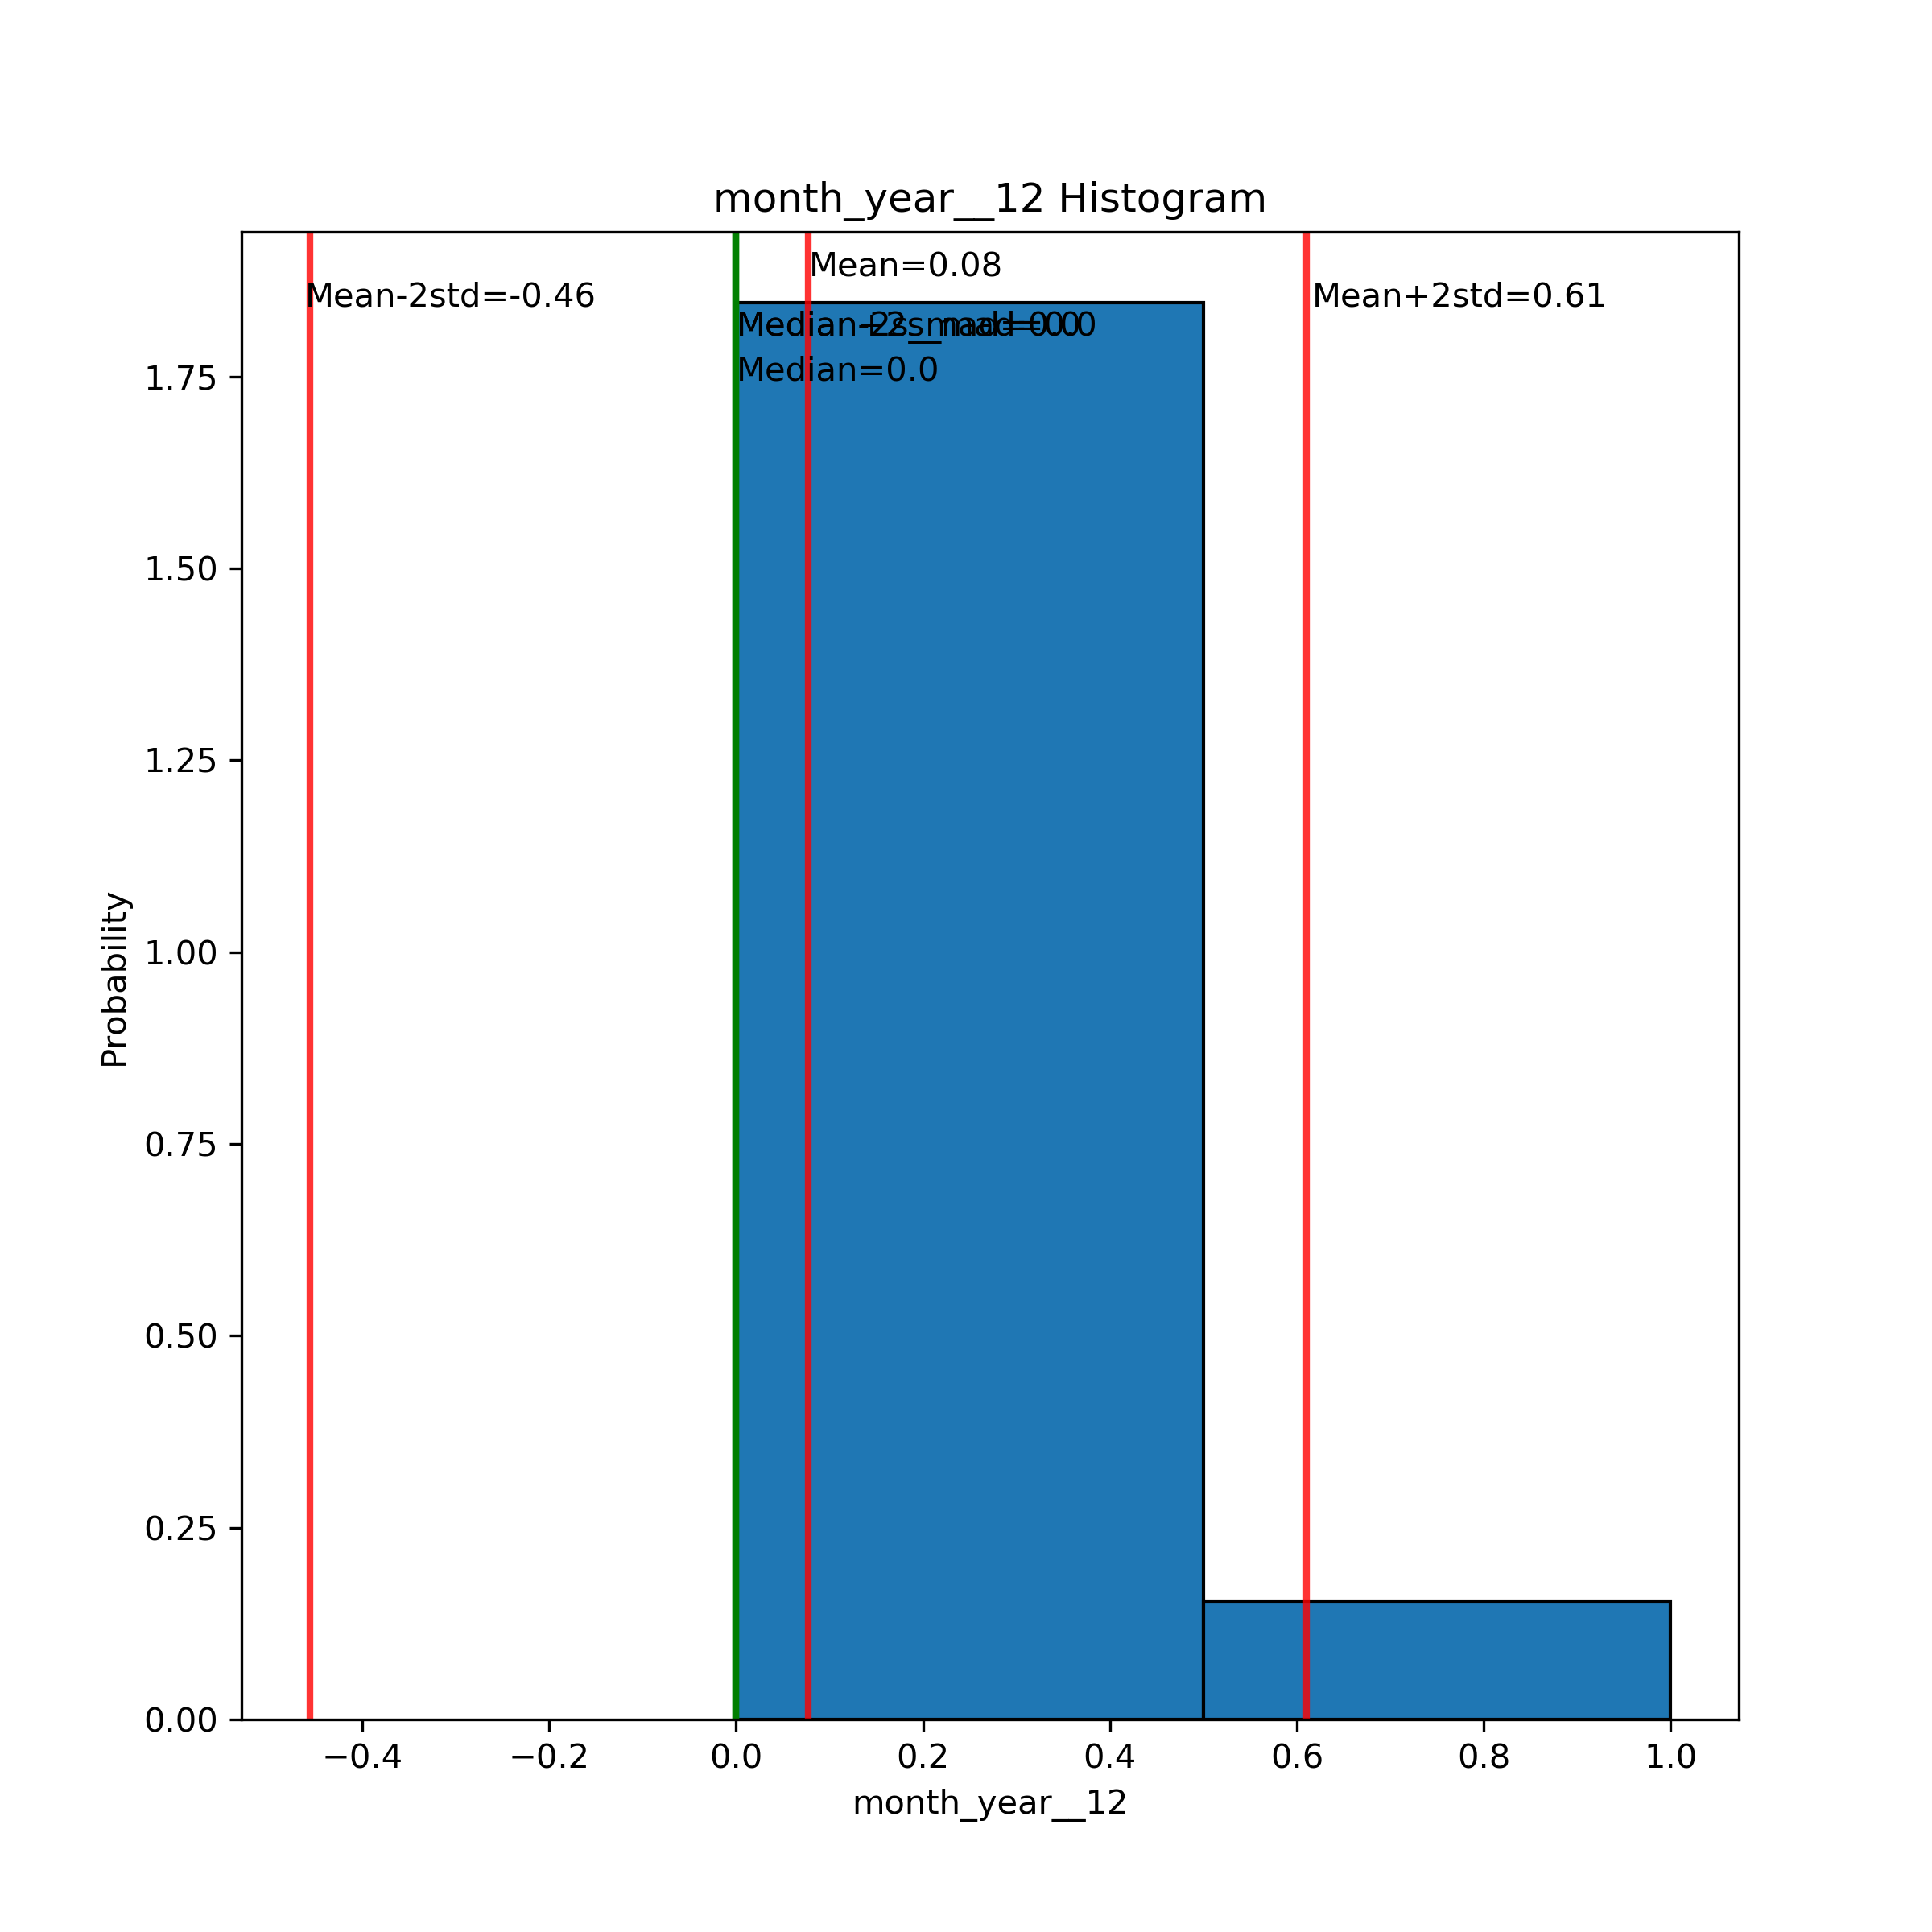 month_year__12 Histogram
Mean=0.08
Mean-2std=-0.46
Mean+2std=0.61
Median=0.0
1.75
1.50
1.25
1.00
0.75
0.50
0.25
0.00
Probability
−0.4 −0.2 0.0 0.2 0.4 0.6 0.8 1.0
month_year__12